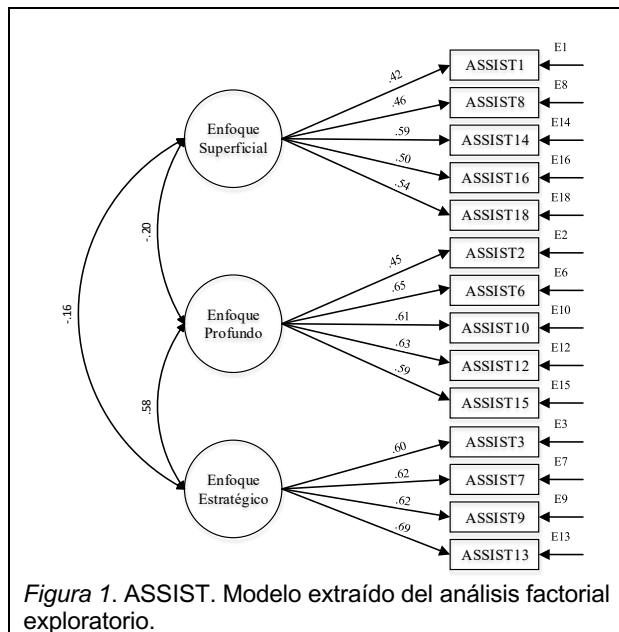 E1
.42 ASSIST1
E8
.46 ASSIST8
Enfoque
Superficial
E14
.59 ASSIST14
E16
.50 ASSIST16
E18
.54 ASSIST18
-.20
E2
.45 ASSIST2
E6
.65 ASSIST6
-.16
Enfoque
Profundo
E10
.61 ASSIST10
E12
.63 ASSIST12
E15
.59 ASSIST15
.58
E3
.60 ASSIST3
E7
.62 ASSIST7
Enfoque
Estratégico
E9
.62 ASSIST9
E13
.69 ASSIST13
Figura 1. ASSIST. Modelo extraído del análisis factorial
exploratorio.